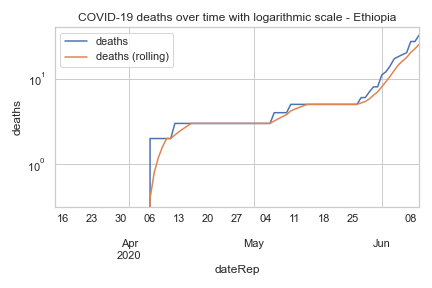 COVID-19 deaths over time with logarithmic scale - Ethiopia
deaths
deaths (rolling)
10¹
10⁰
deaths
16 23 30 06 13 20 27 04 11 18 25 08
Apr May Jun
2020
dateRep